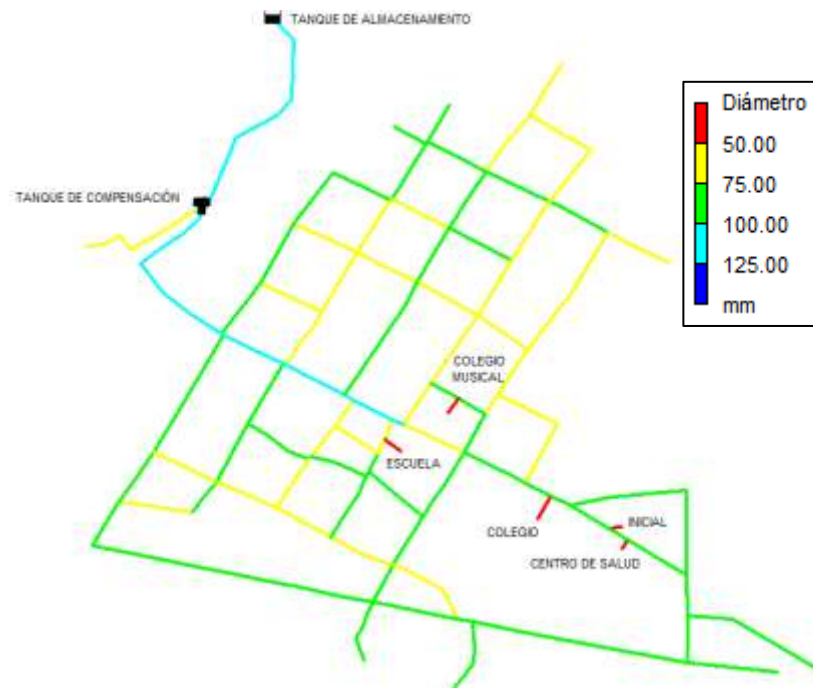 TANQUE DE ALMACENAMIENTO
Diámetro
50.00
75.00
100.00
125.00
mm
TANQUE DE COMPENSACIÓN
COLEGIO
MUSICAL
ESCUELA
COLEGIO
INICIAL
CENTRO DE SALUD